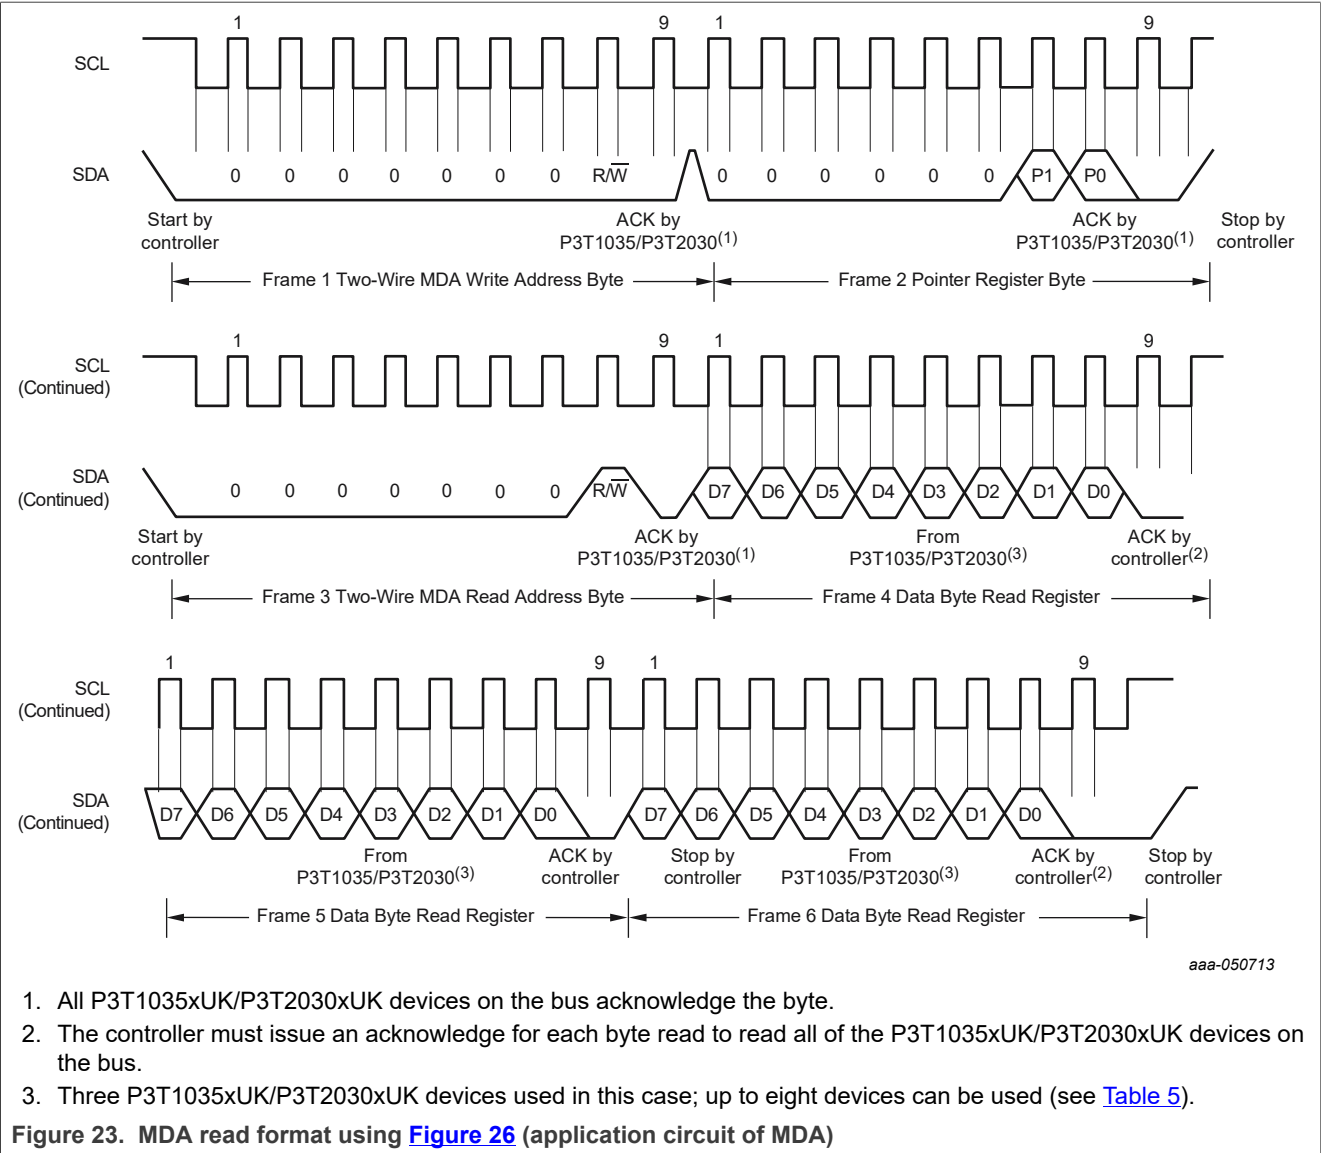 1 9 1 9
SCL
SDA
0 0 0 0 0 0 0 R/W 0 0 0 0 0 0 P1 P0
Start by
controller
ACK by
P3T1035/P3T2030(1)
ACK by
P3T1035/P3T2030(1)
Stop by
controller
Frame 1 Two-Wire MDA Write Address Byte
Frame 2 Pointer Register Byte
1 9 1 9
SCL
(Continued)
SDA
(Continued)
0 0 0 0 0 0 0 R/W D7 D6 D5 D4 D3 D2 D1 D0
Start by
controller
ACK by
P3T1035/P3T2030(1)
From
P3T1035/P3T2030(3)
ACK by
controller(2)
Frame 3 Two-Wire MDA Read Address Byte
Frame 4 Data Byte Read Register
1 9 1 9
SCL
(Continued)
SDA
(Continued)
D7 D6 D5 D4 D3 D2 D1 D0 D7 D6 D5 D4 D3 D2 D1 D0
From
P3T1035/P3T2030(3)
ACK by
controller
Stop by
controller
From
P3T1035/P3T2030(3)
ACK by
controller(2)
Stop by
controller
Frame 5 Data Byte Read Register
Frame 6 Data Byte Read Register
aaa-050713
1. All P3T1035xUK/P3T2030xUK devices on the bus acknowledge the byte.
2. The controller must issue an acknowledge for each byte read to read all of the P3T1035xUK/P3T2030xUK devices on
the bus.
3. Three P3T1035xUK/P3T2030xUK devices used in this case; up to eight devices can be used (see Table 5).
Figure 23. MDA read format using Figure 26 (application circuit of MDA)